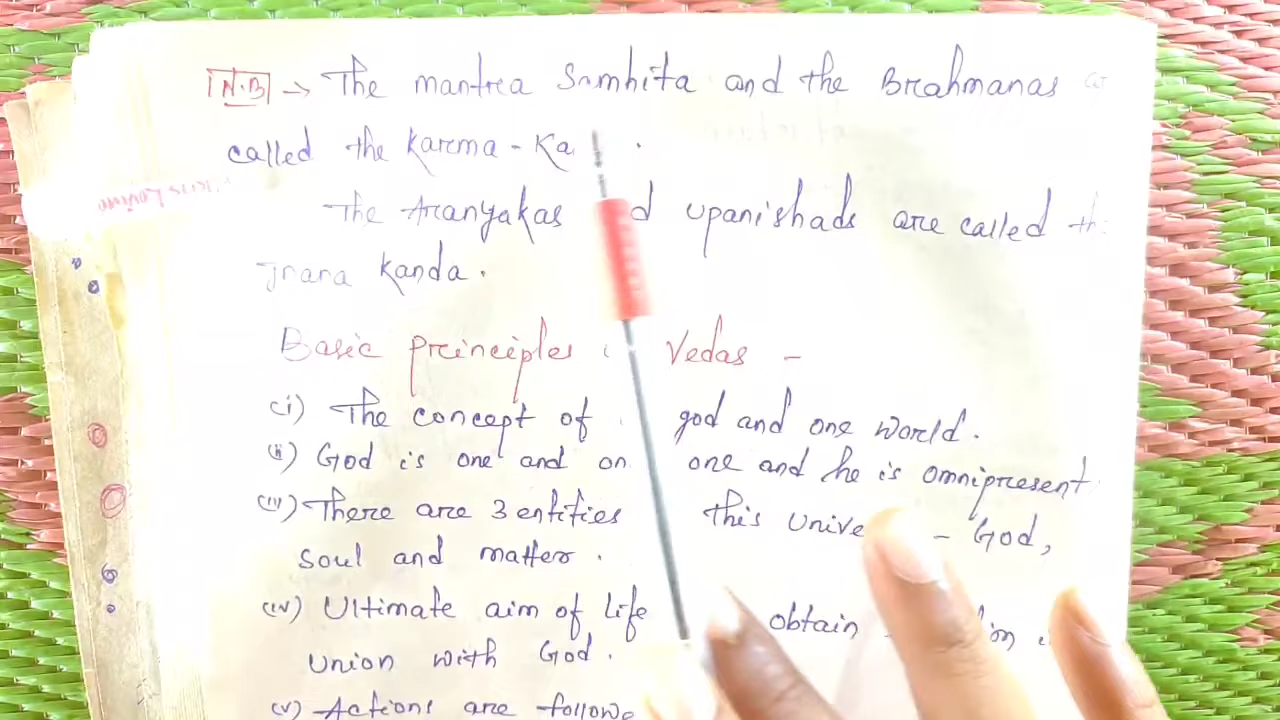 N.B → The mantra Samhita and the Brahmanas
called the Karma - Ka .
The Aranyakas d upanishads are called th
Jnana Kanda.
Basic principles Vedas -
(i) The concept of god and one world.
(ii) God is one and on one and he is omnipresent
(iii) There are 3 entities this unive - God,
soul and matter .
(iv) Ultimate aim of life obtain
union with God .
(v) Actions are followe